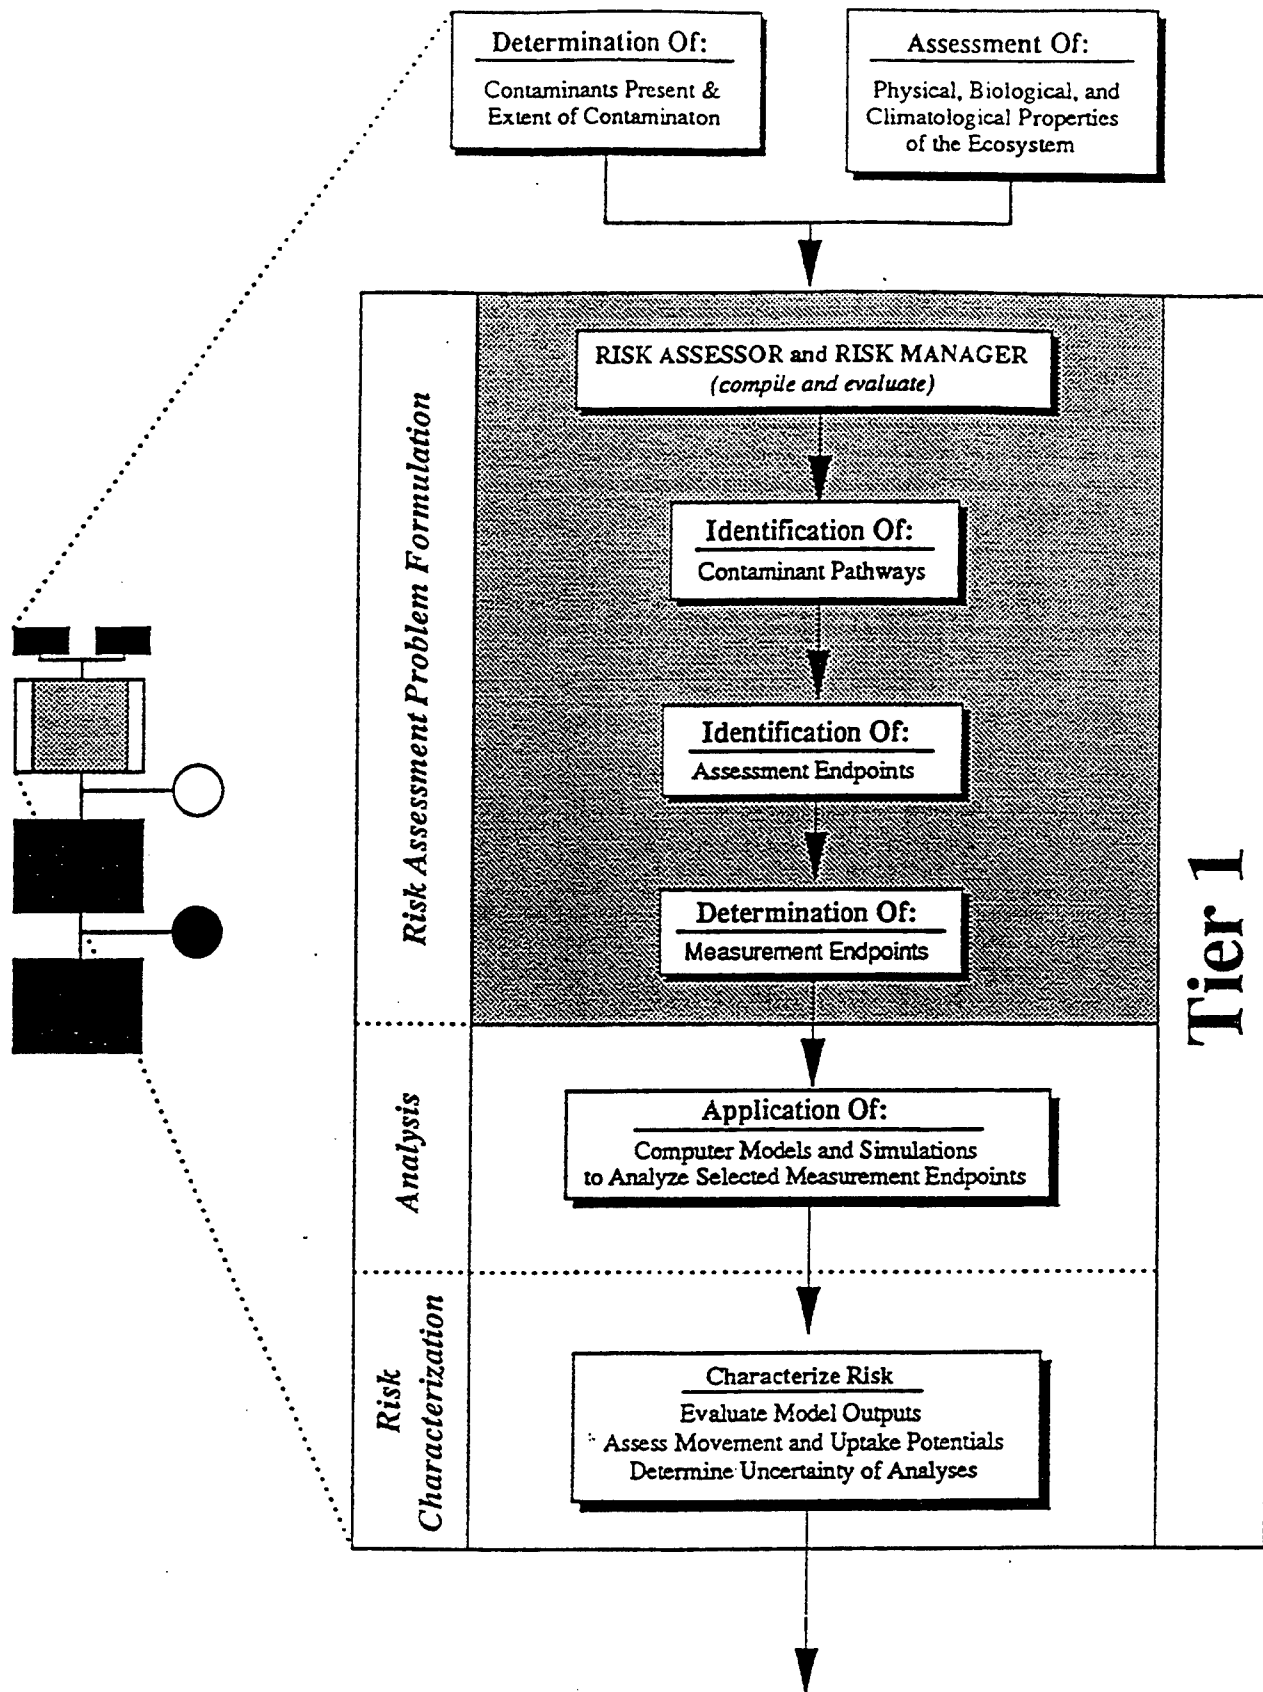 Determination Of:
Contaminants Present &
Extent of Contaminaton
Assessment Of:
Physical, Biological, and
Climatological Properties
of the Ecosystem
Risk Assessment Problem Formulation
RISK ASSESSOR and RISK MANAGER
(compile and evaluate)
Identification Of:
Contaminant Pathways
Identification Of:
Assessment Endpoints
Determination Of:
Measurement Endpoints
Tier 1
Analysis
Application Of:
Computer Models and Simulations
to Analyze Selected Measurement Endpoints
Risk
Characterization
Characterize Risk
Evaluate Model Outputs
Assess Movement and Uptake Potentials
Determine Uncertainty of Analyses